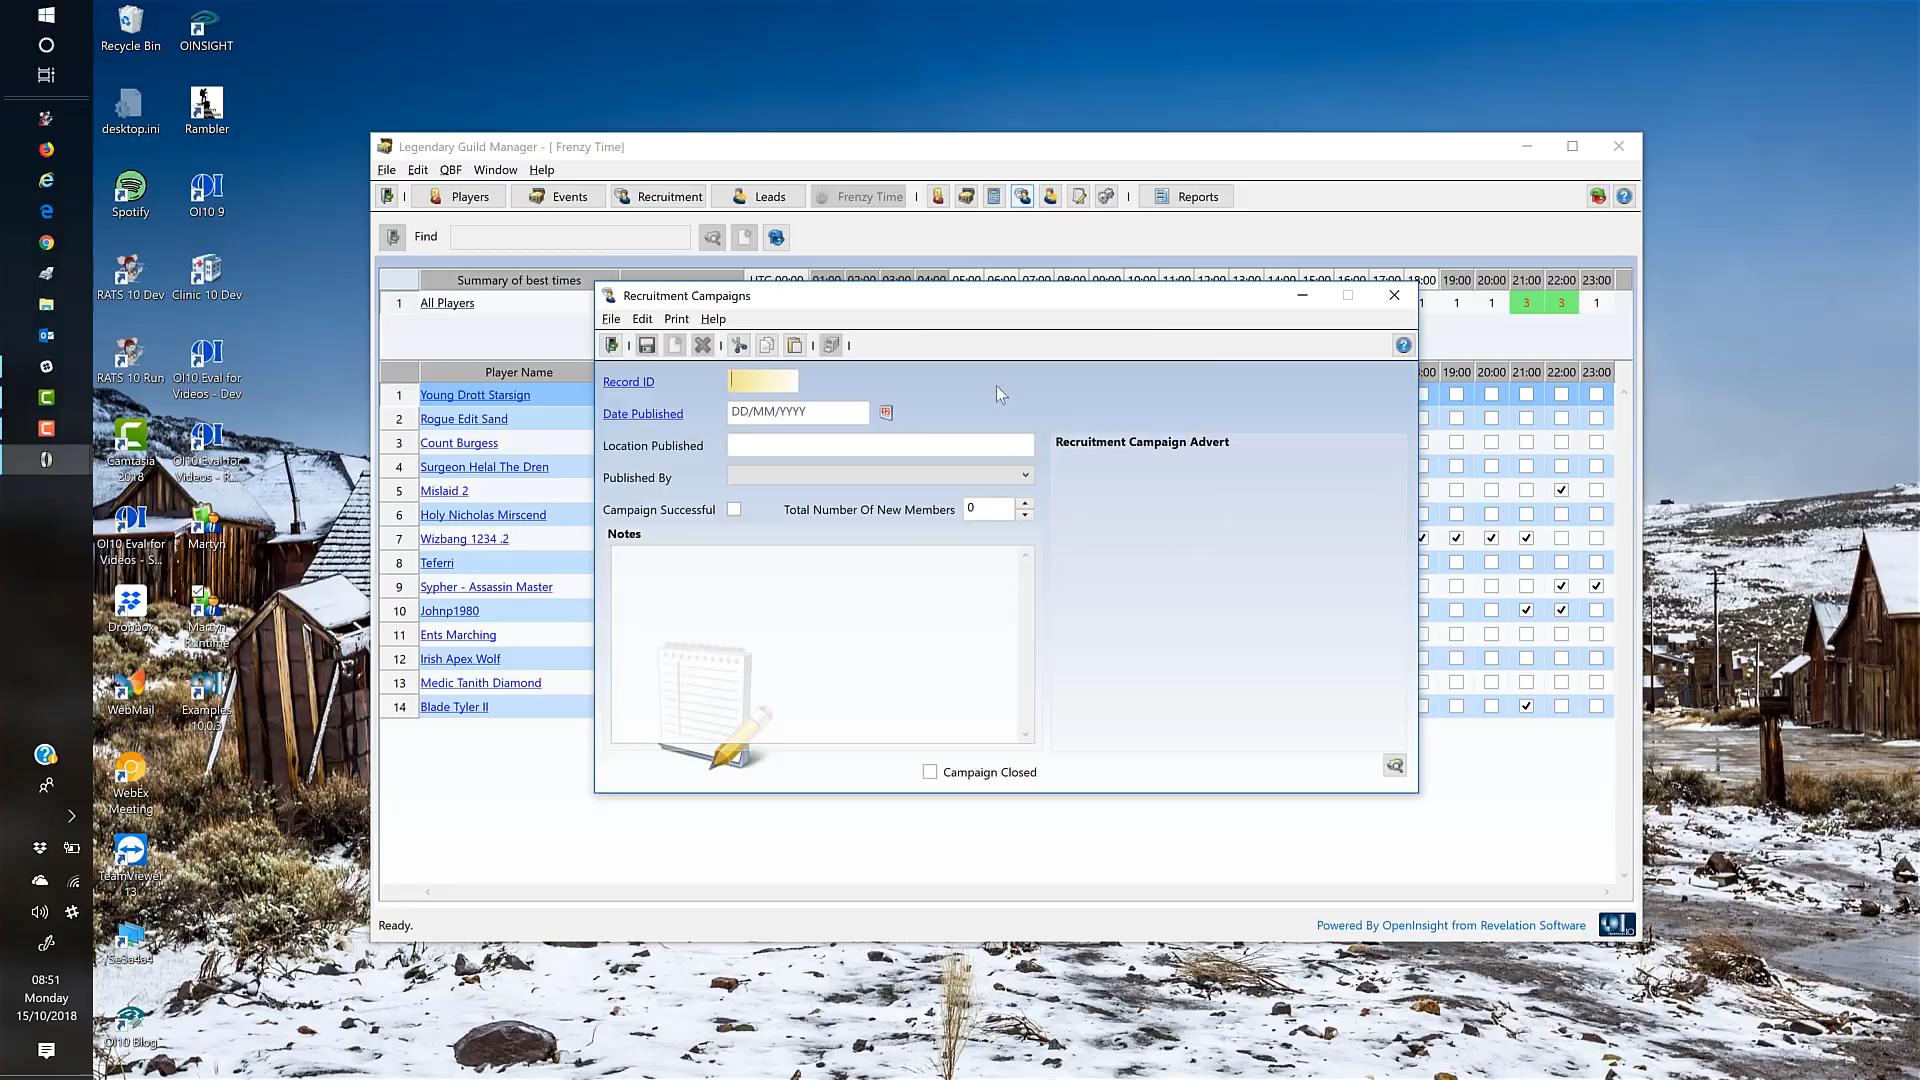 Recycle Bin
OINSIGHT
desktop.ini
Rambler
Spotify
OI10 9
RATS 10 Dev
Clinic 10 Dev
RATS 10 Run
OI10 Eval for
Videos - Dev
Camtasia
2018
OI10 Eval for
Videos - R...
OI10 Eval for
Videos - S...
Martyn
Dropbox
Martyn
Runtime
WebMail
Examples
10.0.3
WebEx
Meeting
TeamViewer
13
Se3a4a4
OI10 Blog
08:51
Monday
15/10/2018
Legendary Guild Manager - [ Frenzy Time]
File Edit QBF Window Help
Players Events Recruitment Leads Frenzy Time Reports
Find
Summary of best times UTC 00:00 01:00 02:00 03:00 04:00 05:00 06:00 07:00 08:00 09:00 10:00 11:00 12:00 13:00 14:00 15:00 16:00 17:00 18:00 19:00 20:00 21:00 22:00 23:00
1 All Players 1 1 1 3 3 1
Player Name :00 19:00 20:00 21:00 22:00 23:00
1 Young Drott Starsign
2 Rogue Edit Sand
3 Count Burgess
4 Surgeon Helal The Dren
5 Mislaid 2
6 Holy Nicholas Mirscend
7 Wizbang 1234 .2
8 Teferri
9 Sypher - Assassin Master
10 Johnp1980
11 Ents Marching
12 Irish Apex Wolf
13 Medic Tanith Diamond
14 Blade Tyler II
Recruitment Campaigns
File Edit Print Help
Record ID
Date Published DD/MM/YYYY
Location Published
Published By
Campaign Successful Total Number Of New Members 0
Notes
Recruitment Campaign Advert
Campaign Closed
Ready.
Powered By OpenInsight from Revelation Software